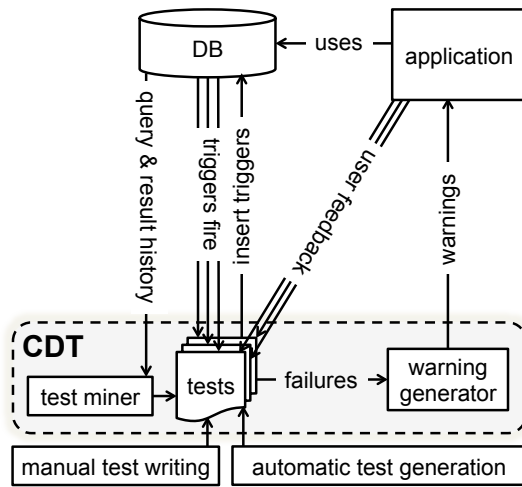 DB
uses
application
query & result history
triggers fire
insert triggers
user feedback
warnings
CDT
test miner
tests
failures
warning
generator
manual test writing
automatic test generation